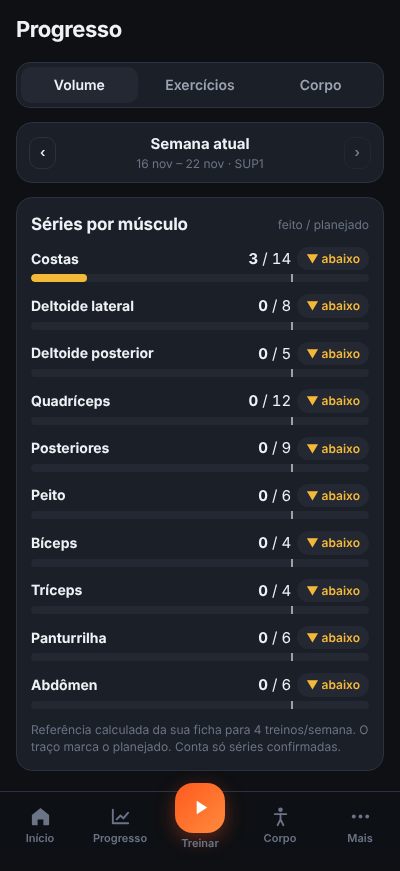 Progresso
Volume Exercícios Corpo
‹ Semana atual ›
16 nov – 22 nov · SUP1
Séries por músculo feito / planejado
Costas 3 / 14 ▼ abaixo
Deltoide lateral 0 / 8 ▼ abaixo
Deltoide posterior 0 / 5 ▼ abaixo
Quadríceps 0 / 12 ▼ abaixo
Posteriores 0 / 9 ▼ abaixo
Peito 0 / 6 ▼ abaixo
Bíceps 0 / 4 ▼ abaixo
Tríceps 0 / 4 ▼ abaixo
Panturrilha 0 / 6 ▼ abaixo
Abdômen 0 / 6 ▼ abaixo
Referência calculada da sua ficha para 4 treinos/semana. O
traço marca o planejado. Conta só séries confirmadas.
Início Progresso Treinar Corpo Mais